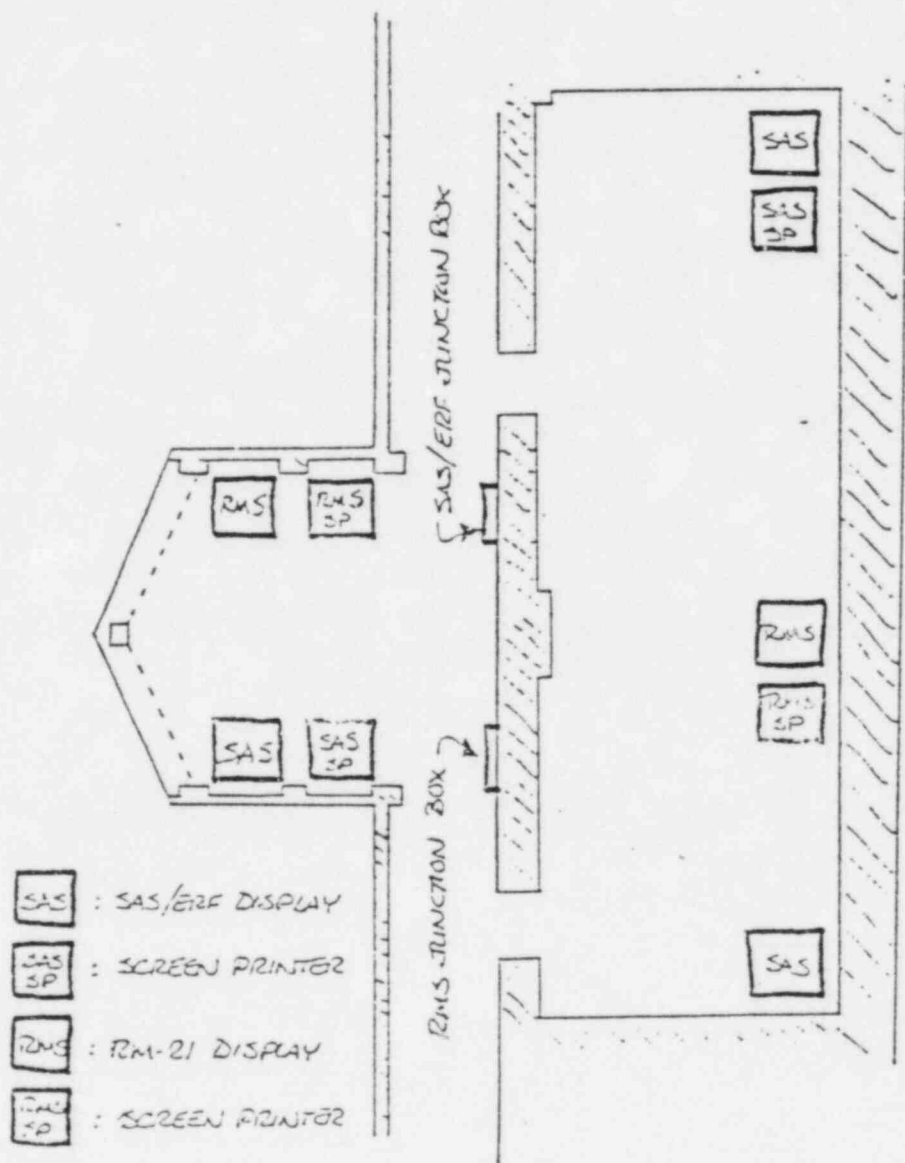 SAS
SAS
SP
SAS/ERF JUNCTION BOX
RMS
RMS
SP
RMS
RMS
SP
SAS
SAS
SP
RMS JUNCTION BOX
SAS
SAS : SAS/ERF DISPLAY
SAS
SP : SCREEN PRINTER
RMS : RM-21 DISPLAY
RMS
SP : SCREEN PRINTER